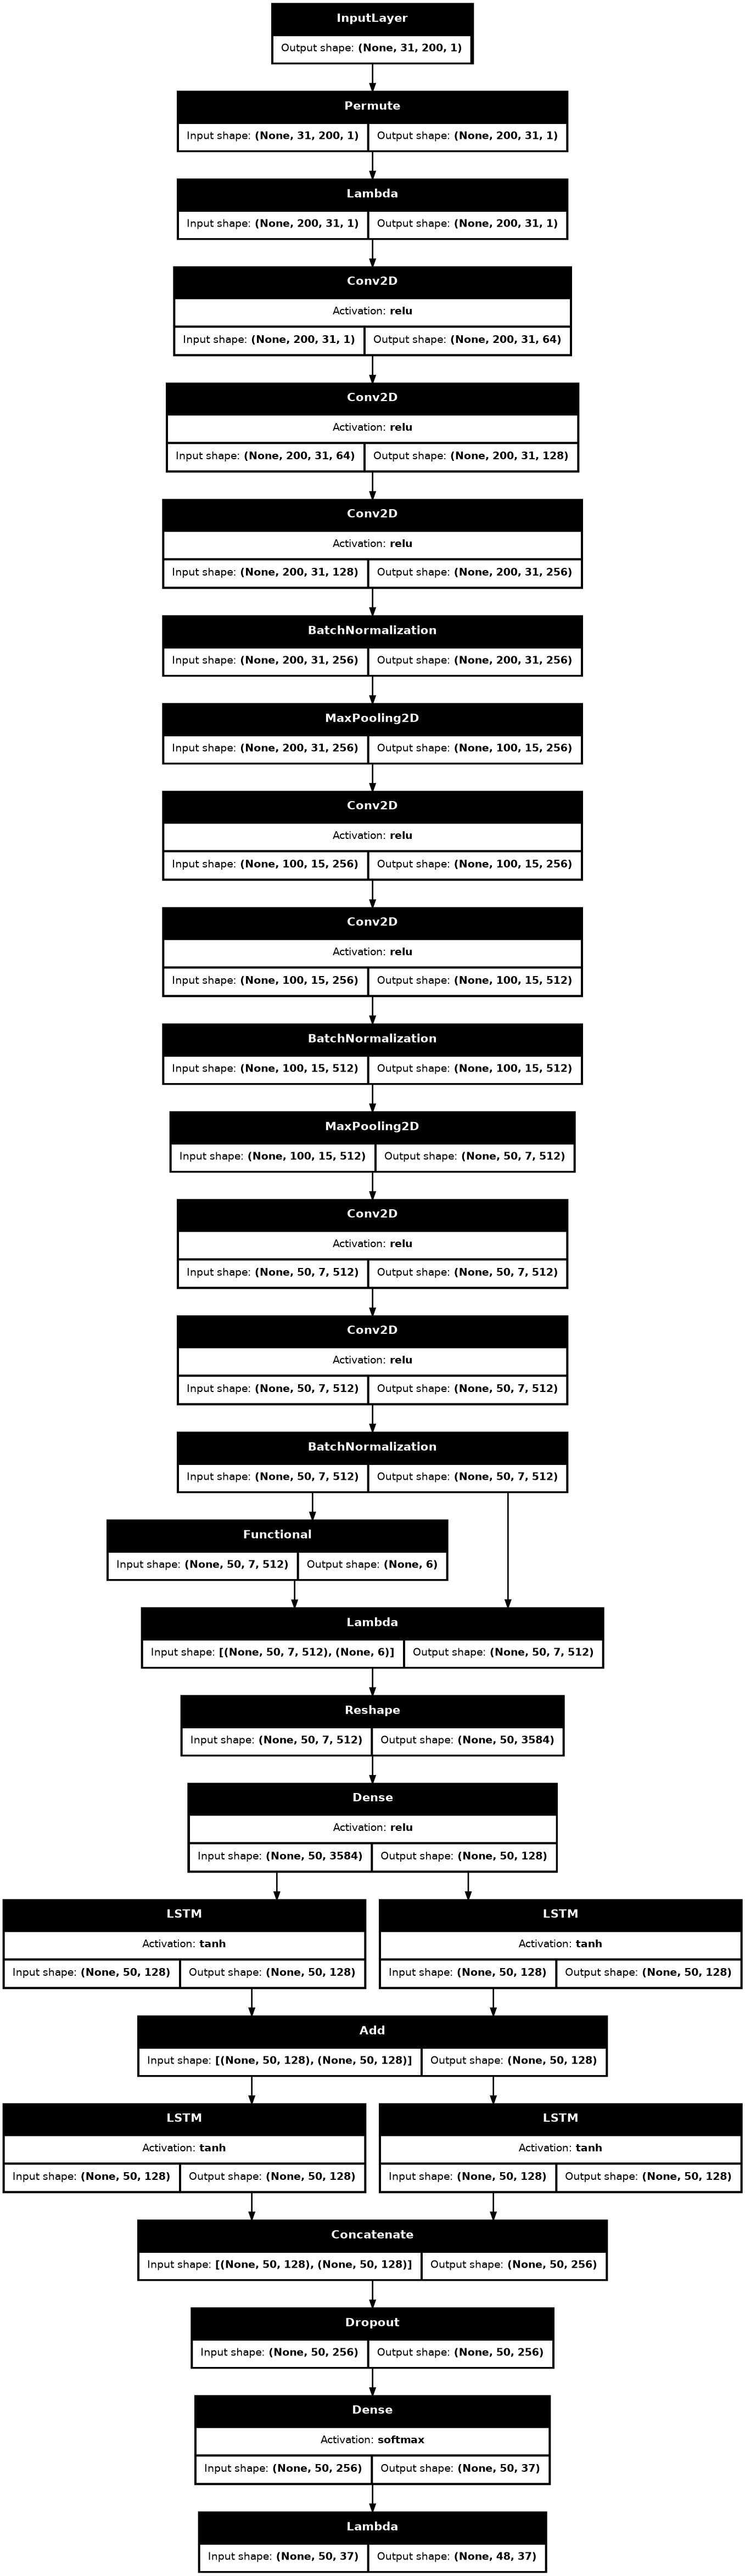 InputLayer
Output shape: (None, 31, 200, 1)
Permute
Input shape: (None, 31, 200, 1) Output shape: (None, 200, 31, 1)
Lambda
Input shape: (None, 200, 31, 1) Output shape: (None, 200, 31, 1)
Conv2D
Activation: relu
Input shape: (None, 200, 31, 1) Output shape: (None, 200, 31, 64)
Conv2D
Activation: relu
Input shape: (None, 200, 31, 64) Output shape: (None, 200, 31, 128)
Conv2D
Activation: relu
Input shape: (None, 200, 31, 128) Output shape: (None, 200, 31, 256)
BatchNormalization
Input shape: (None, 200, 31, 256) Output shape: (None, 200, 31, 256)
MaxPooling2D
Input shape: (None, 200, 31, 256) Output shape: (None, 100, 15, 256)
Conv2D
Activation: relu
Input shape: (None, 100, 15, 256) Output shape: (None, 100, 15, 256)
Conv2D
Activation: relu
Input shape: (None, 100, 15, 256) Output shape: (None, 100, 15, 512)
BatchNormalization
Input shape: (None, 100, 15, 512) Output shape: (None, 100, 15, 512)
MaxPooling2D
Input shape: (None, 100, 15, 512) Output shape: (None, 50, 7, 512)
Conv2D
Activation: relu
Input shape: (None, 50, 7, 512) Output shape: (None, 50, 7, 512)
Conv2D
Activation: relu
Input shape: (None, 50, 7, 512) Output shape: (None, 50, 7, 512)
BatchNormalization
Input shape: (None, 50, 7, 512) Output shape: (None, 50, 7, 512)
Functional
Input shape: (None, 50, 7, 512) Output shape: (None, 6)
Lambda
Input shape: [(None, 50, 7, 512), (None, 6)] Output shape: (None, 50, 7, 512)
Reshape
Input shape: (None, 50, 7, 512) Output shape: (None, 50, 3584)
Dense
Activation: relu
Input shape: (None, 50, 3584) Output shape: (None, 50, 128)
LSTM LSTM
Activation: tanh Activation: tanh
Input shape: (None, 50, 128) Output shape: (None, 50, 128) Input shape: (None, 50, 128) Output shape: (None, 50, 128)
Add
Input shape: [(None, 50, 128), (None, 50, 128)] Output shape: (None, 50, 128)
LSTM LSTM
Activation: tanh Activation: tanh
Input shape: (None, 50, 128) Output shape: (None, 50, 128) Input shape: (None, 50, 128) Output shape: (None, 50, 128)
Concatenate
Input shape: [(None, 50, 128), (None, 50, 128)] Output shape: (None, 50, 256)
Dropout
Input shape: (None, 50, 256) Output shape: (None, 50, 256)
Dense
Activation: softmax
Input shape: (None, 50, 256) Output shape: (None, 50, 37)
Lambda
Input shape: (None, 50, 37) Output shape: (None, 48, 37)